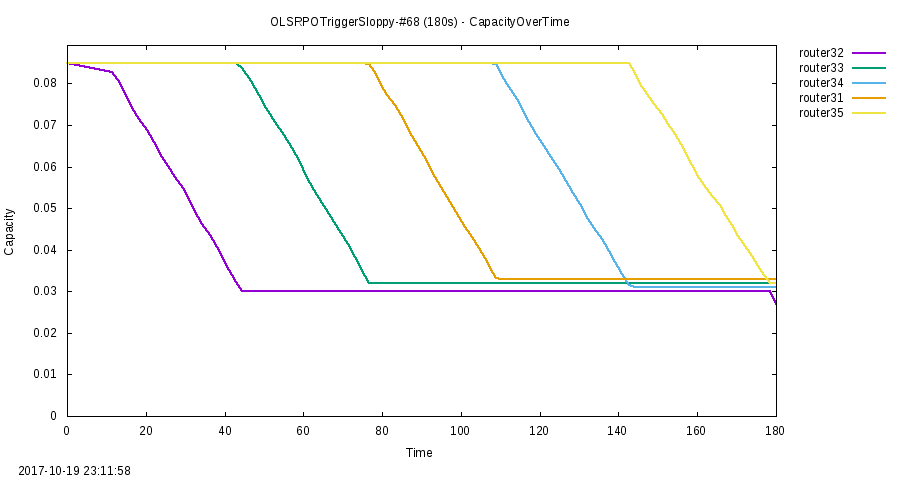 OLSRPOTriggerSloppy-#68 (180s) - CapacityOverTime
router32
router33
router34
router31
router35
0.08
0.07
0.06
0.05
0.04
0.03
0.02
0.01
0
Capacity
0 20 40 60 80 100 120 140 160 180
Time
2017-10-19 23:11:58